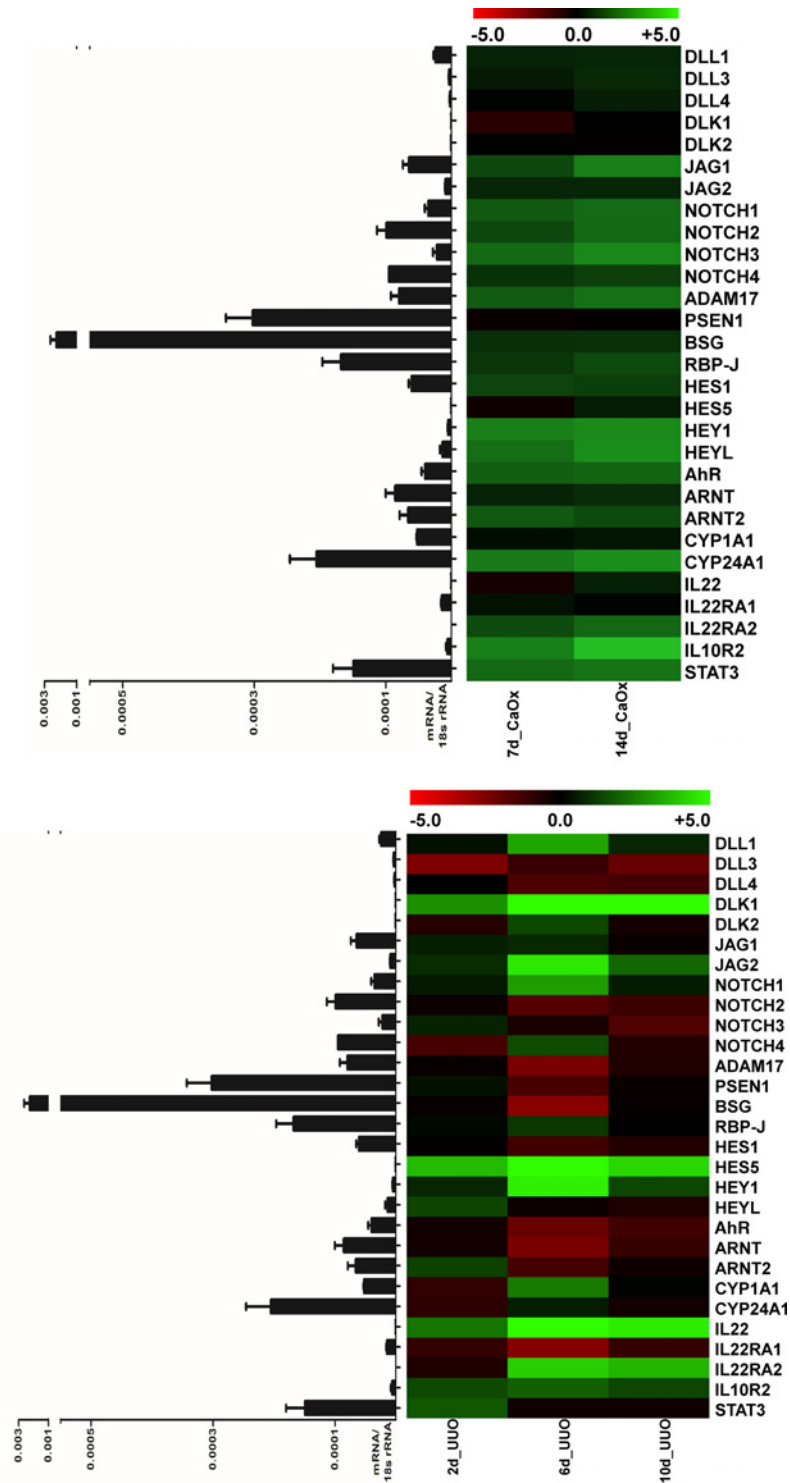 -5.0 0.0 +5.0
DLL1
DLL3
DLL4
DLK1
DLK2
JAG1
JAG2
NOTCH1
NOTCH2
NOTCH3
NOTCH4
ADAM17
PSEN1
BSG
RBP-J
HES1
HES5
HEY1
HEYL
AhR
ARNT
ARNT2
CYP1A1
CYP24A1
IL22
IL22RA1
IL22RA2
IL10R2
STAT3
0.003
0.001
0.0005
0.0003
0.0001
mRNA/
18s rRNA
7d_CaOx
14d_CaOx
-5.0 0.0 +5.0
DLL1
DLL3
DLL4
DLK1
DLK2
JAG1
JAG2
NOTCH1
NOTCH2
NOTCH3
NOTCH4
ADAM17
PSEN1
BSG
RBP-J
HES1
HES5
HEY1
HEYL
AhR
ARNT
ARNT2
CYP1A1
CYP24A1
IL22
IL22RA1
IL22RA2
IL10R2
STAT3
0.003
0.001
0.0005
0.0003
0.0001
mRNA/
18s rRNA
2d_UUO
6d_UUO
10d_UUO